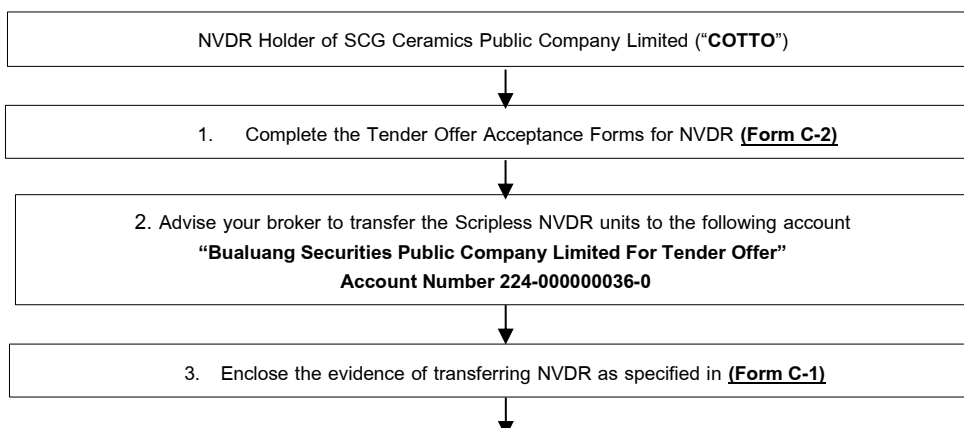 NVDR Holder of SCG Ceramics Public Company Limited (“COTTO”)
1. Complete the Tender Offer Acceptance Forms for NVDR (Form C-2)
2. Advise your broker to transfer the Scripless NVDR units to the following account
“Bualuang Securities Public Company Limited For Tender Offer”
Account Number 224-000000036-0
3. Enclose the evidence of transferring NVDR as specified in (Form C-1)